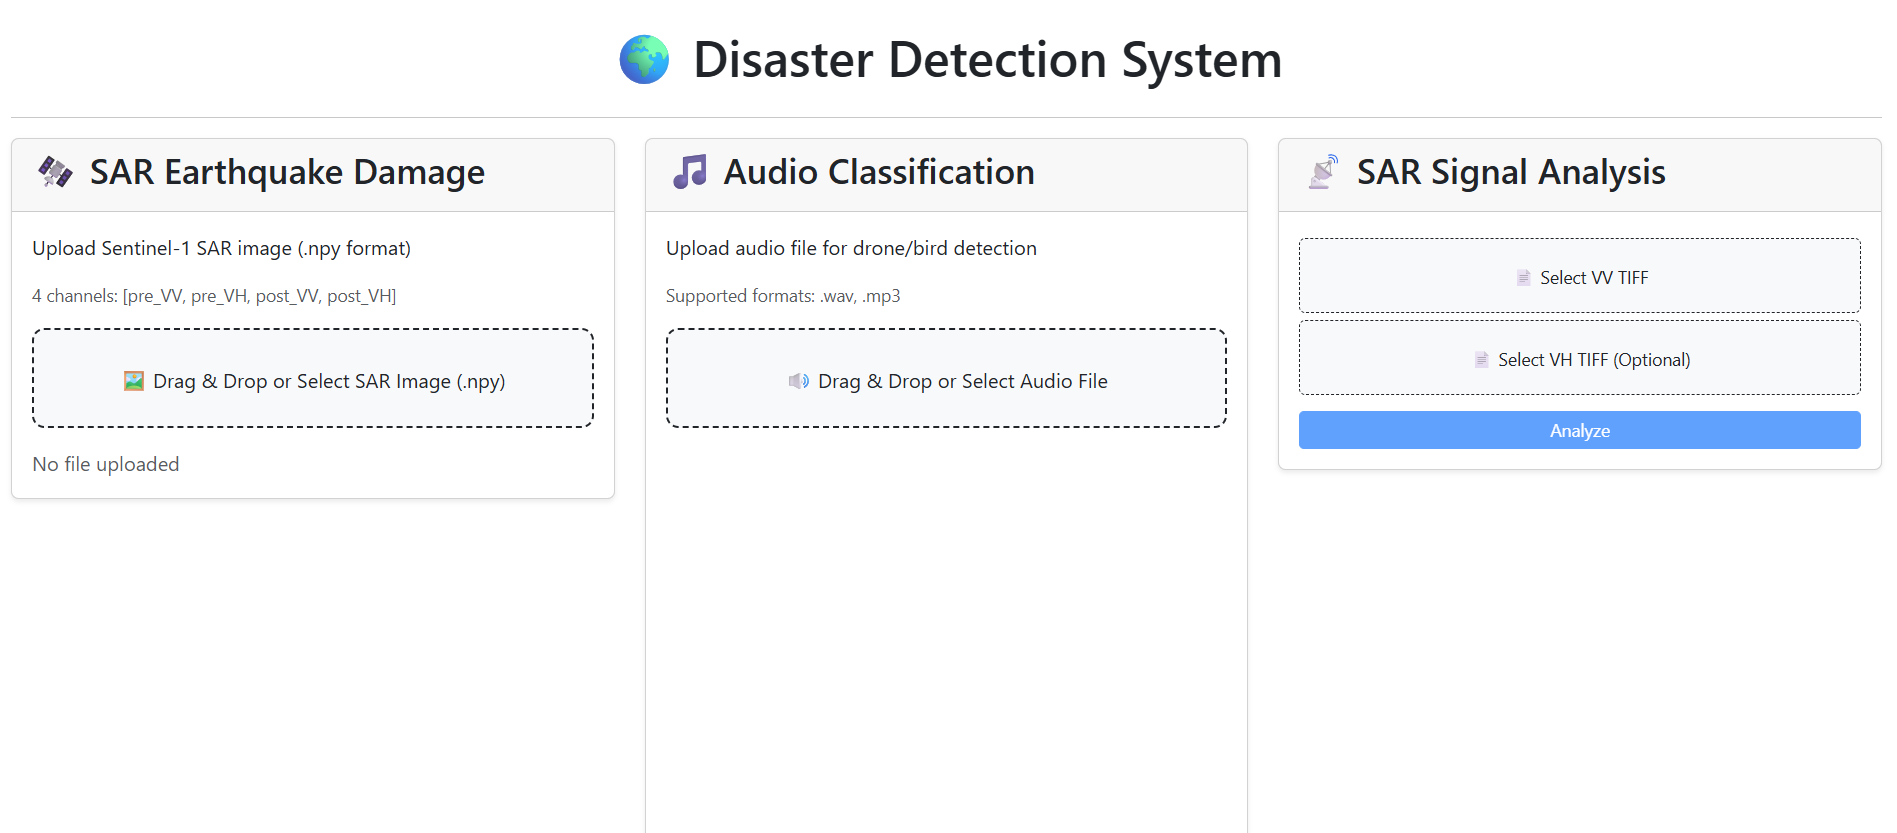 Disaster Detection System
SAR Earthquake Damage
Upload Sentinel-1 SAR image (.npy format)
4 channels: [pre_VV, pre_VH, post_VV, post_VH]
Drag & Drop or Select SAR Image (.npy)
No file uploaded
Audio Classification
Upload audio file for drone/bird detection
Supported formats: .wav, .mp3
Drag & Drop or Select Audio File
SAR Signal Analysis
Select VV TIFF
Select VH TIFF (Optional)
Analyze